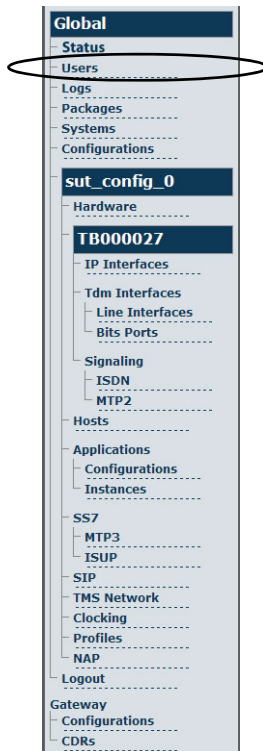 Global
Status
Users
Logs
Packages
Systems
Configurations
sut_config_0
Hardware
TB000027
IP Interfaces
Tdm Interfaces
Line Interfaces
Bits Ports
Signaling
ISDN
MTP2
Hosts
Applications
Configurations
Instances
SS7
MTP3
ISUP
SIP
TMS Network
Clocking
Profiles
NAP
Logout
Gateway
Configurations
CDRs